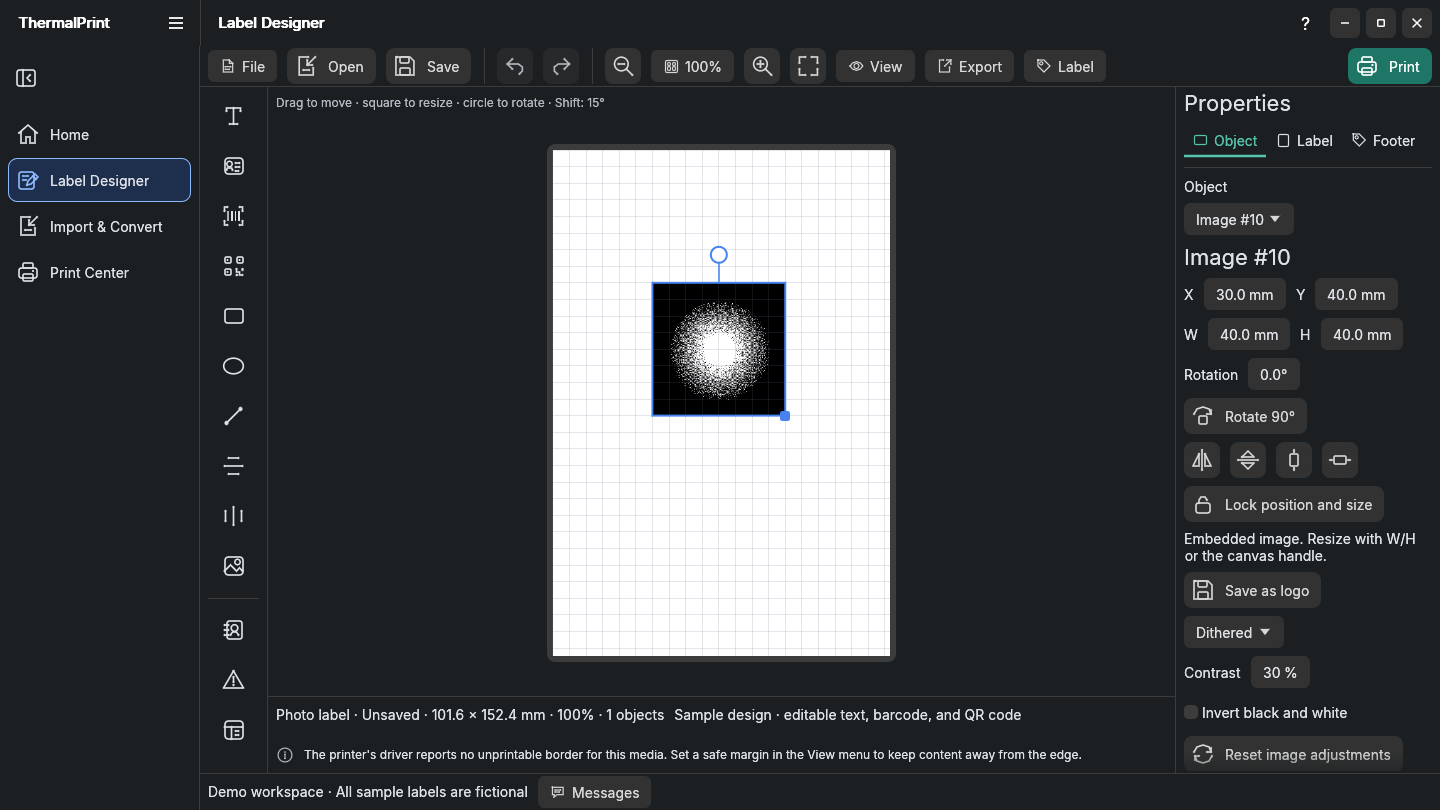 ThermalPrint
Label Designer
?
File
Open
Save
100%
View
Export
Label
Print
Home
Label Designer
Import & Convert
Print Center
Drag to move · square to resize · circle to rotate · Shift: 15°
Properties
Object
Label
Footer
Object
Image #10
Image #10
X 30.0 mm Y 40.0 mm
W 40.0 mm H 40.0 mm
Rotation 0.0°
Rotate 90°
Lock position and size
Embedded image. Resize with W/H
or the canvas handle.
Save as logo
Dithered
Contrast 30 %
Invert black and white
Reset image adjustments
Photo label · Unsaved · 101.6 × 152.4 mm · 100% · 1 objects Sample design · editable text, barcode, and QR code
The printer's driver reports no unprintable border for this media. Set a safe margin in the View menu to keep content away from the edge.
Demo workspace · All sample labels are fictional
Messages